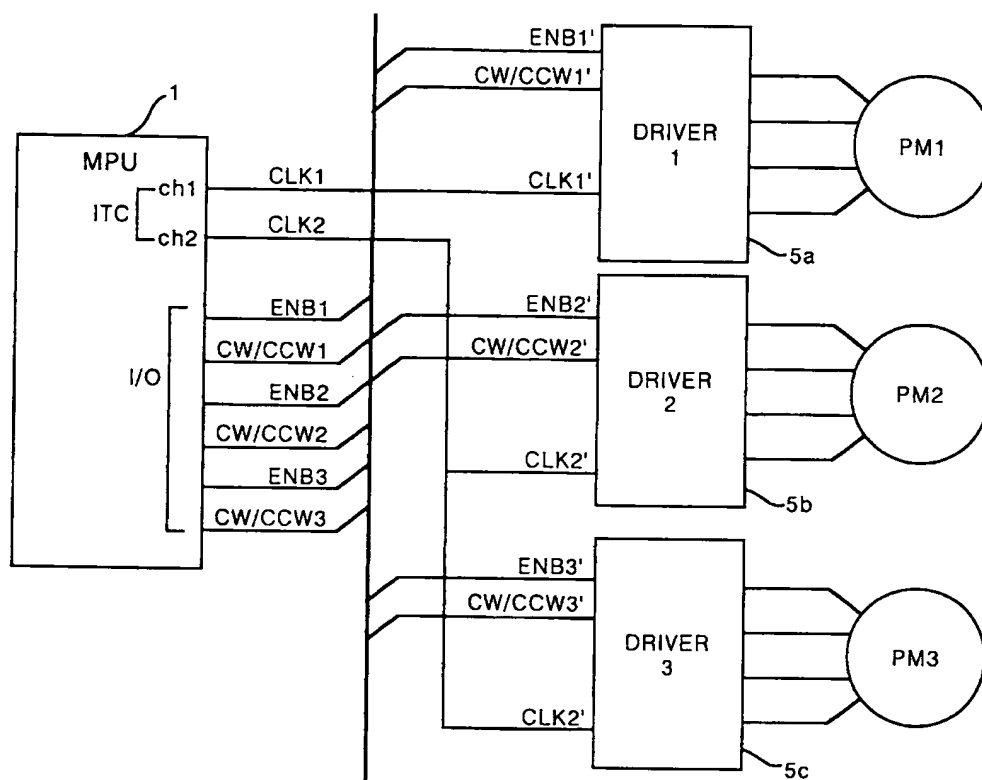 1
MPU
ITC
ch1
ch2
CLK1
CLK2
I/O
ENB1
CW/CCW1
ENB2
CW/CCW2
ENB3
CW/CCW3
ENB1'
CW/CCW1'
CLK1'
DRIVER
1
5a
PM1
ENB2'
CW/CCW2'
CLK2'
DRIVER
2
5b
PM2
ENB3'
CW/CCW3'
CLK2'
DRIVER
3
5c
PM3